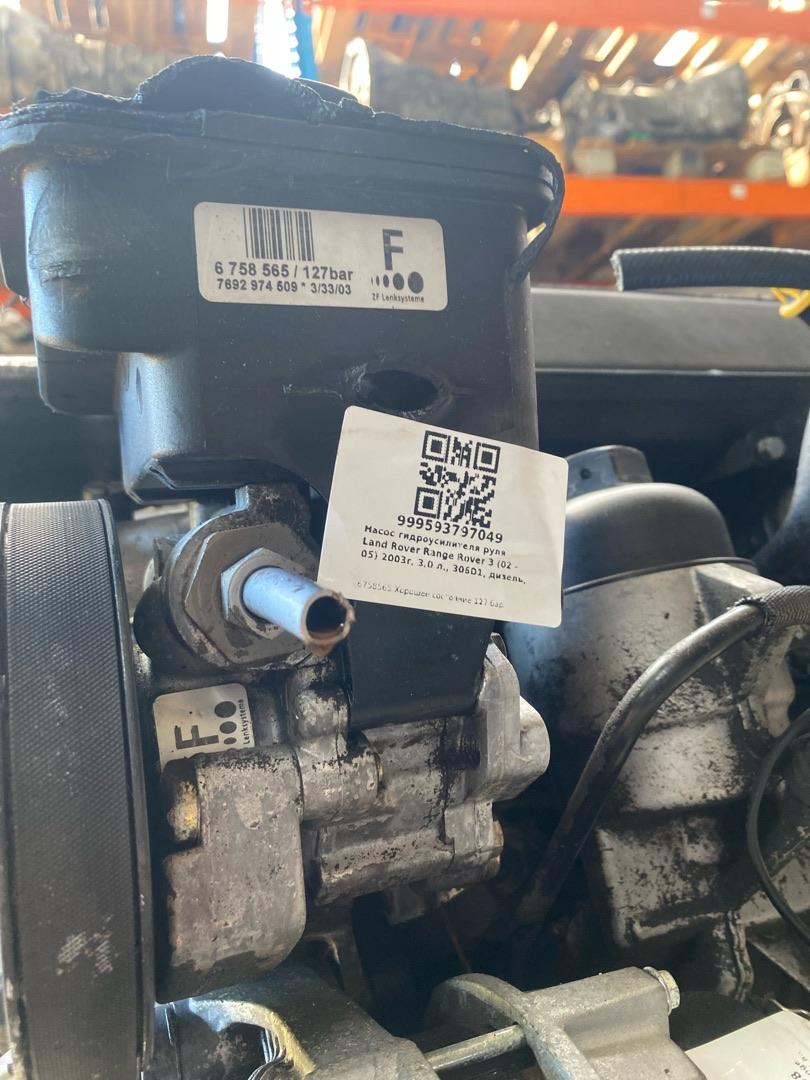 6 758 565 / 127bar
7692 974 509 * 3/33/03
F
ZF Lenksysteme
999593797049
Насос гидроусилителя руля
Land Rover Range Rover 3 (02 -
05) 2003г. 3,0 л., 306D1, дизель,
6758565 Хорошее состояние 127 бар
F
Lenksysteme